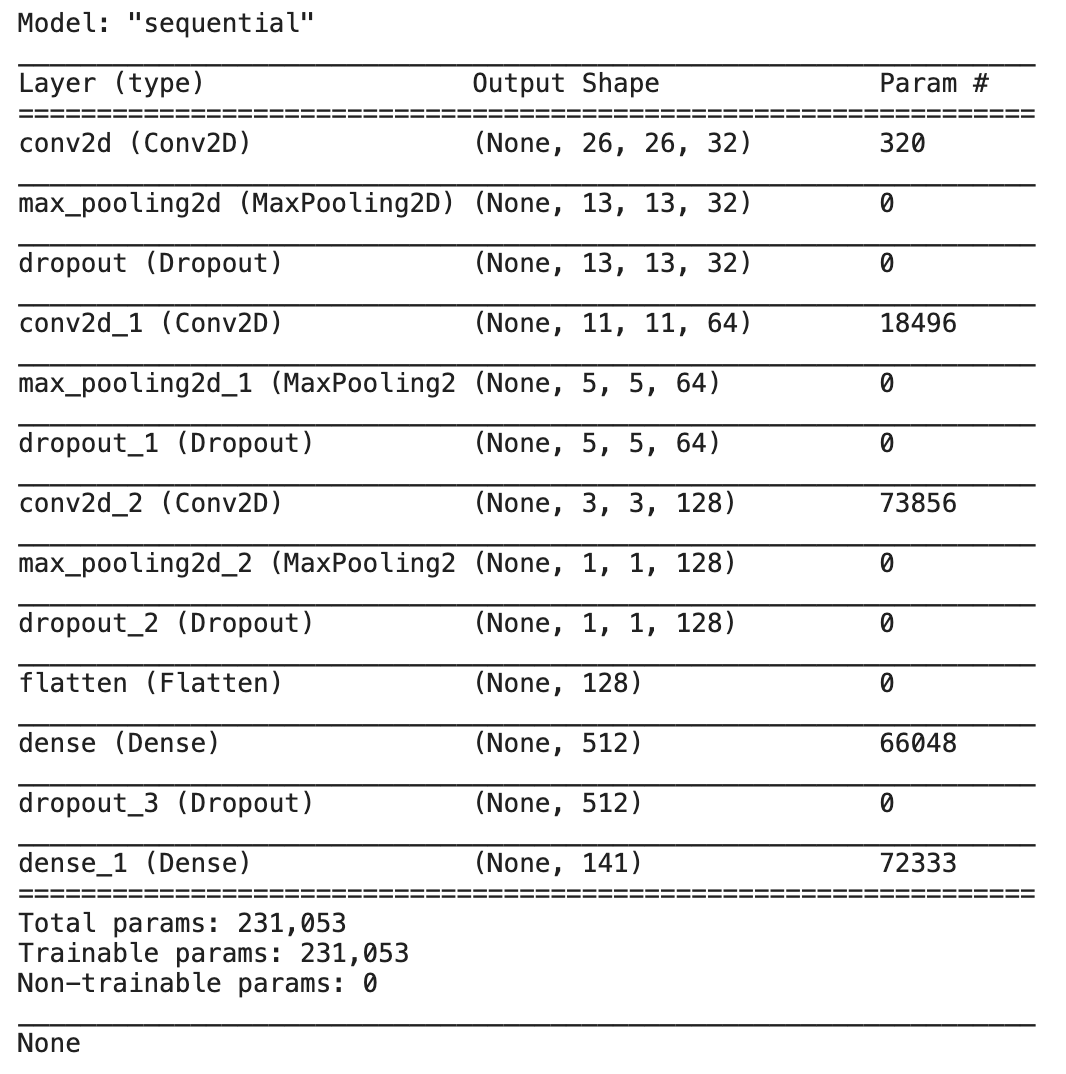 Model: "sequential"
Layer (type) Output Shape Param #
conv2d (Conv2D) (None, 26, 26, 32) 320
max_pooling2d (MaxPooling2D) (None, 13, 13, 32) 0
dropout (Dropout) (None, 13, 13, 32) 0
conv2d_1 (Conv2D) (None, 11, 11, 64) 18496
max_pooling2d_1 (MaxPooling2 (None, 5, 5, 64) 0
dropout_1 (Dropout) (None, 5, 5, 64) 0
conv2d_2 (Conv2D) (None, 3, 3, 128) 73856
max_pooling2d_2 (MaxPooling2 (None, 1, 1, 128) 0
dropout_2 (Dropout) (None, 1, 1, 128) 0
flatten (Flatten) (None, 128) 0
dense (Dense) (None, 512) 66048
dropout_3 (Dropout) (None, 512) 0
dense_1 (Dense) (None, 141) 72333
Total params: 231,053
Trainable params: 231,053
Non-trainable params: 0
None